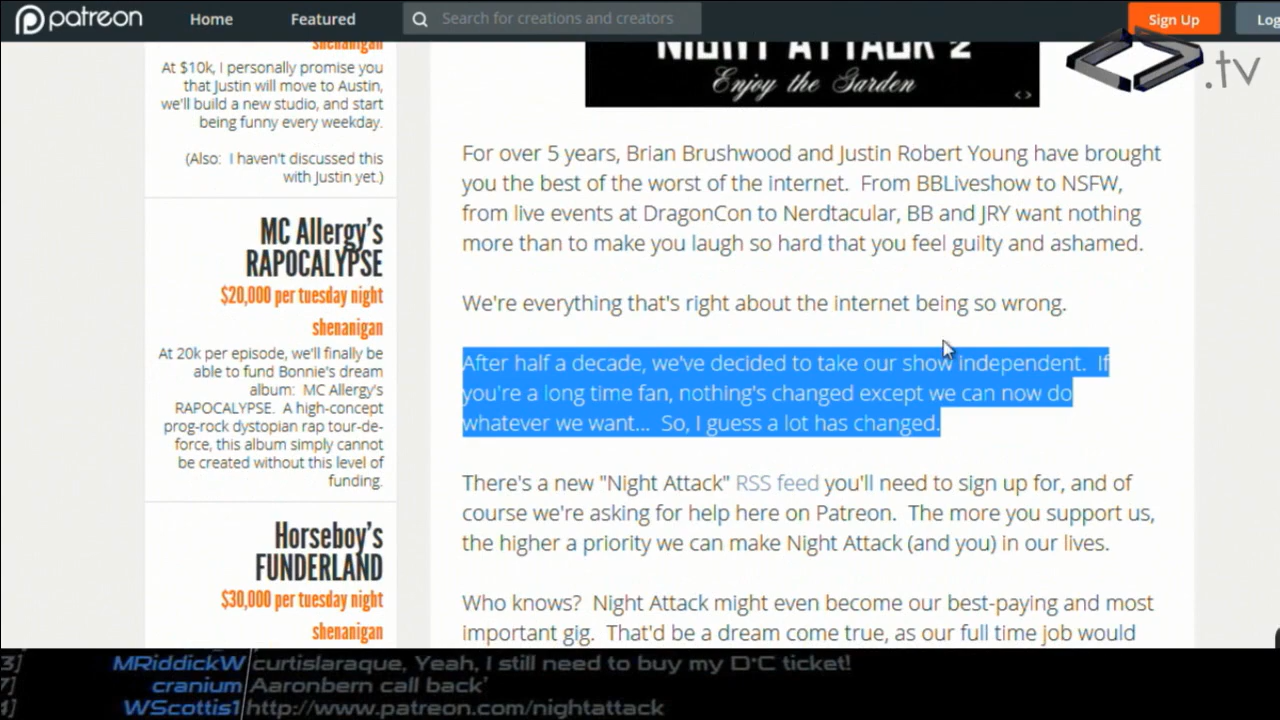 patreon Home Featured Search for creations and creators Sign Up Log
.tv
shenanigan
At $10k, I personally promise you
that Justin will move to Austin,
we'll build a new studio, and start
being funny every weekday.
(Also: I haven't discussed this
with Justin yet.)
MC Allergy's
RAPOCALYPSE
$20,000 per tuesday night
shenanigan
At 20k per episode, we'll finally be
able to fund Bonnie's dream
album: MC Allergy's
RAPOCALYPSE. A high-concept
prog-rock dystopian rap tour-de-
force, this album simply cannot
be created without this level of
funding.
Horseboy's
FUNDERLAND
$30,000 per tuesday night
shenanigan
NIGHT ATTACK 2
Enjoy the Garden
<>
For over 5 years, Brian Brushwood and Justin Robert Young have brought
you the best of the worst of the internet. From BBLiveshow to NSFW,
from live events at DragonCon to Nerdtacular, BB and JRY want nothing
more than to make you laugh so hard that you feel guilty and ashamed.
We're everything that's right about the internet being so wrong.
After half a decade, we've decided to take our show independent. If
you're a long time fan, nothing's changed except we can now do
whatever we want... So, I guess a lot has changed.
There's a new "Night Attack" RSS feed you'll need to sign up for, and of
course we're asking for help here on Patreon. The more you support us,
the higher a priority we can make Night Attack (and you) in our lives.
Who knows? Night Attack might even become our best-paying and most
important gig. That'd be a dream come true, as our full time job would
3] MRiddickW curtislaraque, Yeah, I still need to buy my D*C ticket!
7] cranium Aaronbern call back'
4] WScottis1 http://www.patreon.com/nightattack